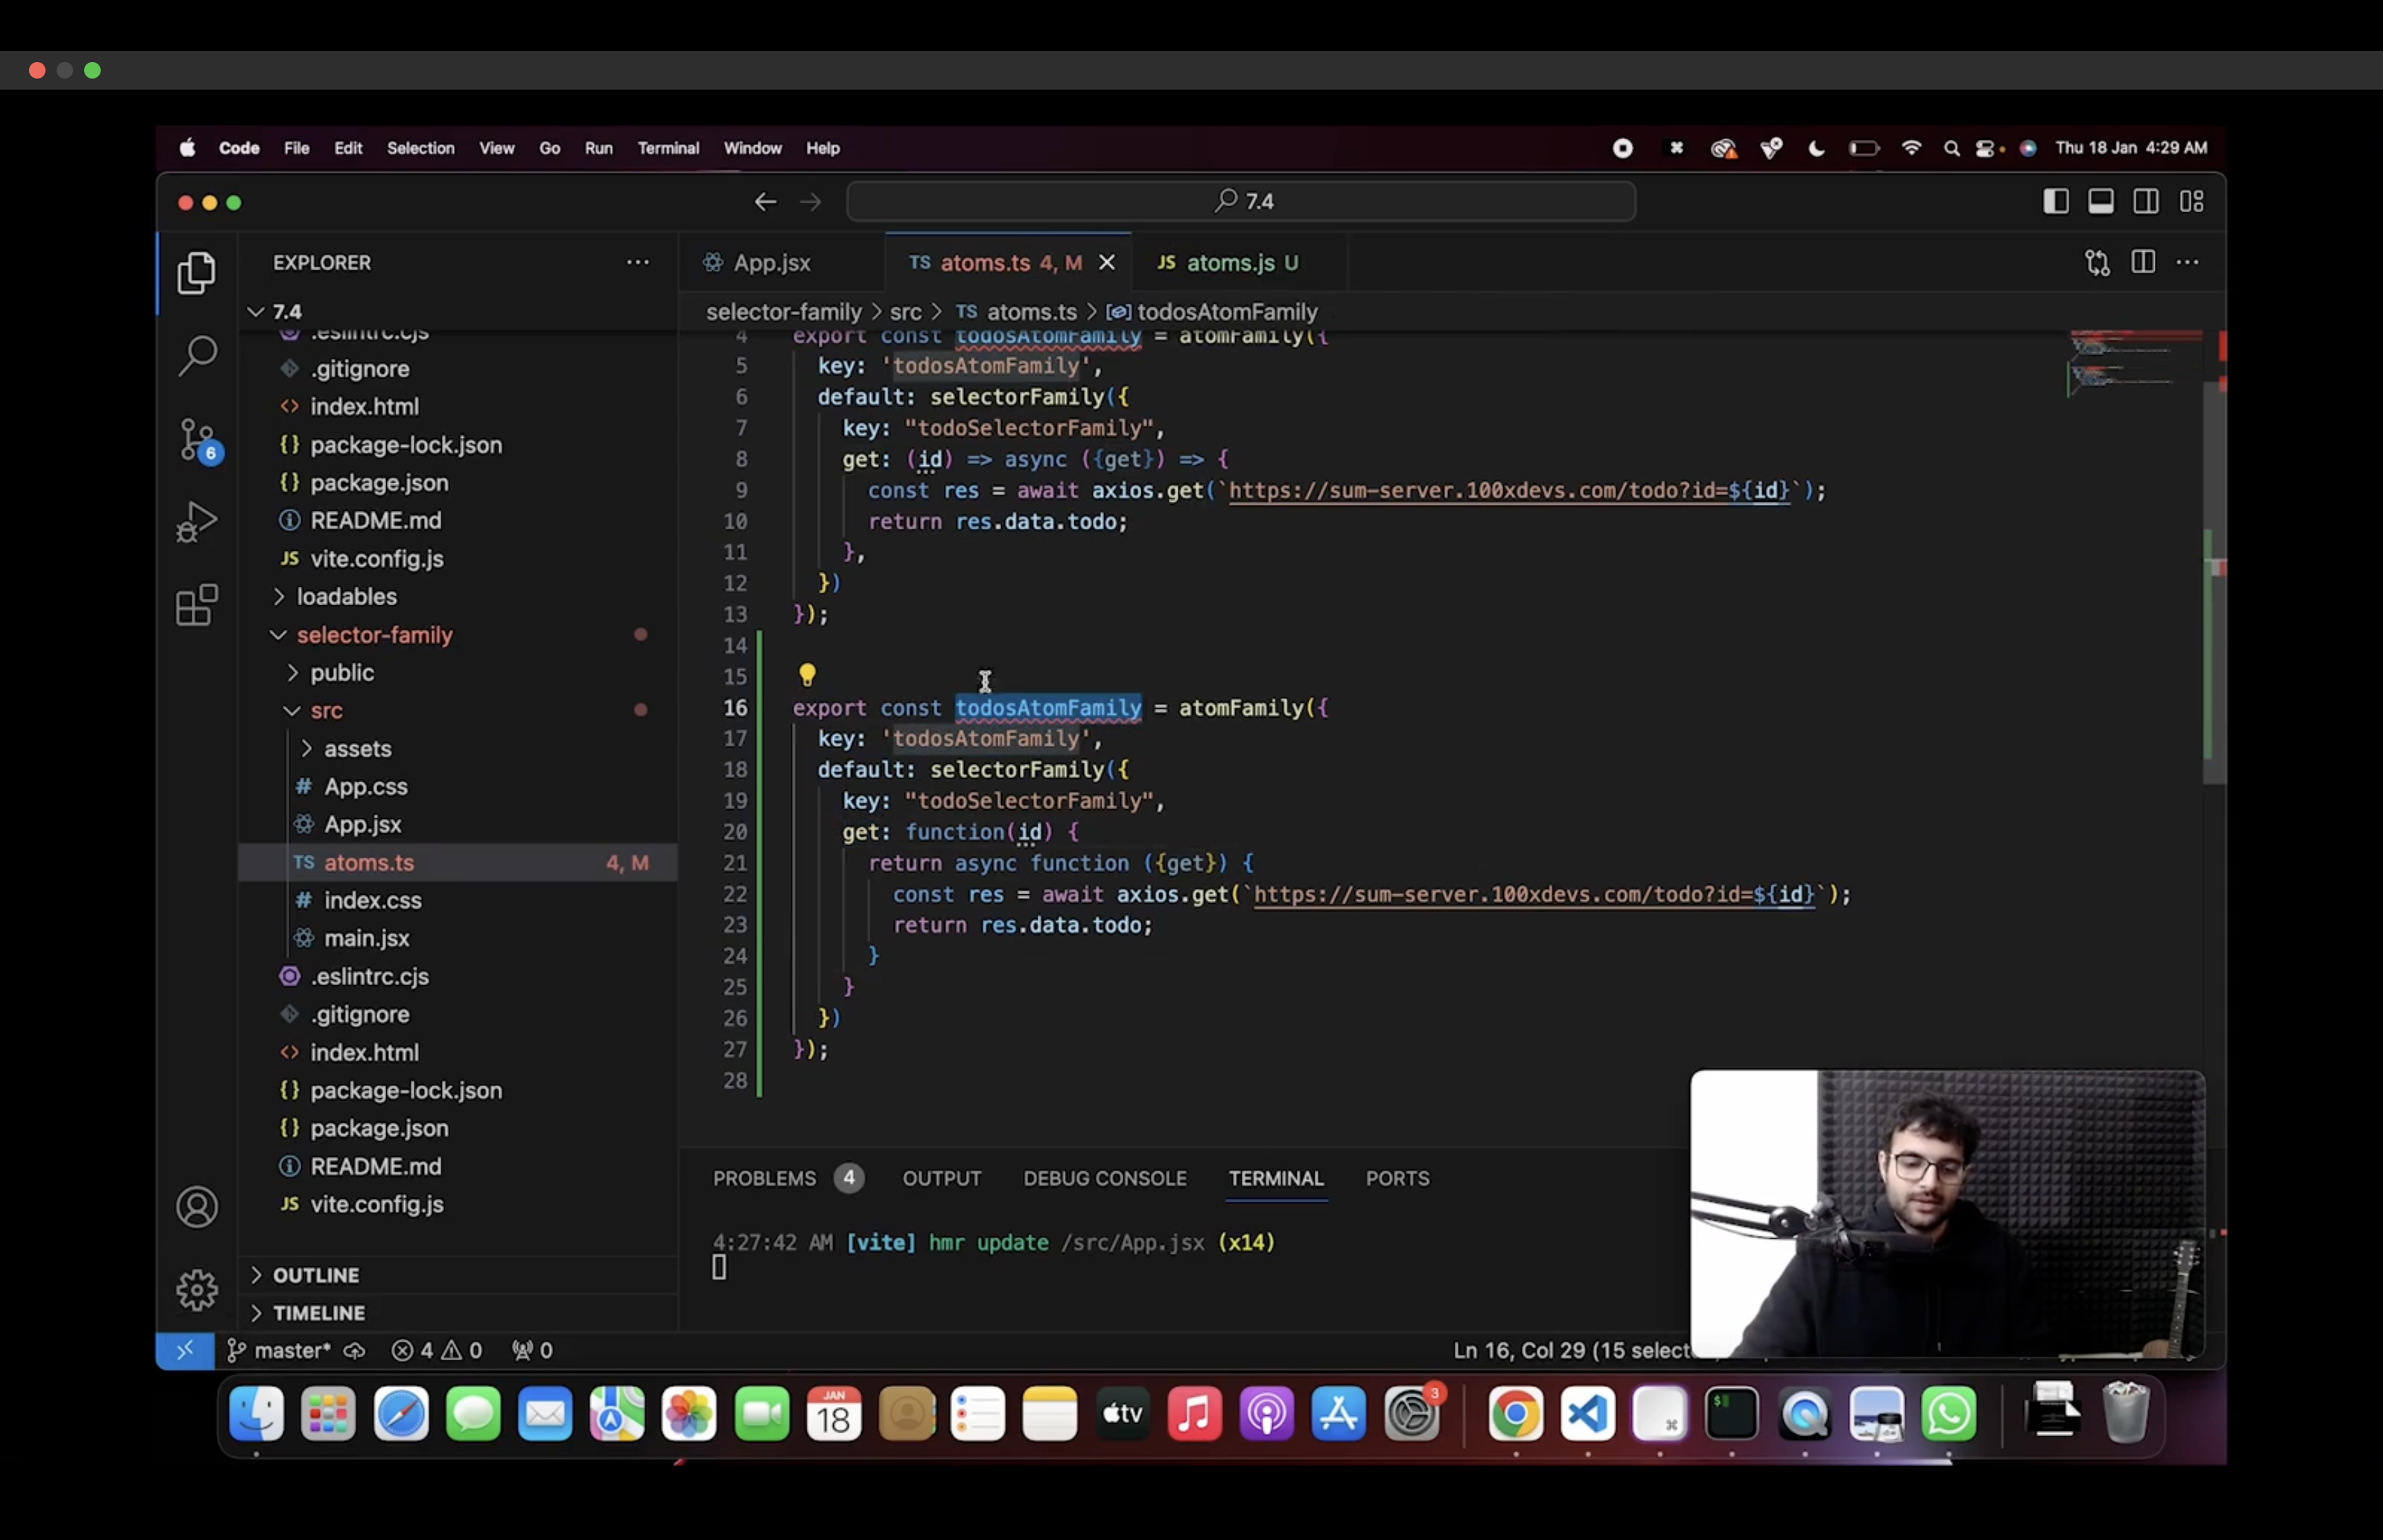 Code File Edit Selection View Go Run Terminal Window Help Thu 18 Jan 4:29 AM
7.4
EXPLORER
App.jsx
TS atoms.ts 4, M
JS atoms.js U
selector-family > src > TS atoms.ts > todosAtomFamily
7.4
.eslintrc.cjs
.gitignore
<> index.html
{} package-lock.json
{} package.json
README.md
JS vite.config.js
loadables
selector-family
public
src
assets
# App.css
App.jsx
TS atoms.ts 4, M
# index.css
main.jsx
.eslintrc.cjs
.gitignore
<> index.html
{} package-lock.json
{} package.json
README.md
JS vite.config.js
OUTLINE
TIMELINE
6
4 export const todosAtomFamily = atomFamily({
5 key: 'todosAtomFamily',
6 default: selectorFamily({
7 key: "todoSelectorFamily",
8 get: (id) => async ({get}) => {
9 const res = await axios.get(`https://sum-server.100xdevs.com/todo?id=${id}`);
10 return res.data.todo;
11 },
12 })
13 });
14
15
16 export const todosAtomFamily = atomFamily({
17 key: 'todosAtomFamily',
18 default: selectorFamily({
19 key: "todoSelectorFamily",
20 get: function(id) {
21 return async function ({get}) {
22 const res = await axios.get(`https://sum-server.100xdevs.com/todo?id=${id}`);
23 return res.data.todo;
24 }
25 }
26 })
27 });
28
PROBLEMS 4 OUTPUT DEBUG CONSOLE TERMINAL PORTS
4:27:42 AM [vite] hmr update /src/App.jsx (x14)
master* 4 0 0 Ln 16, Col 29 (15 select
JAN
18
tv
3